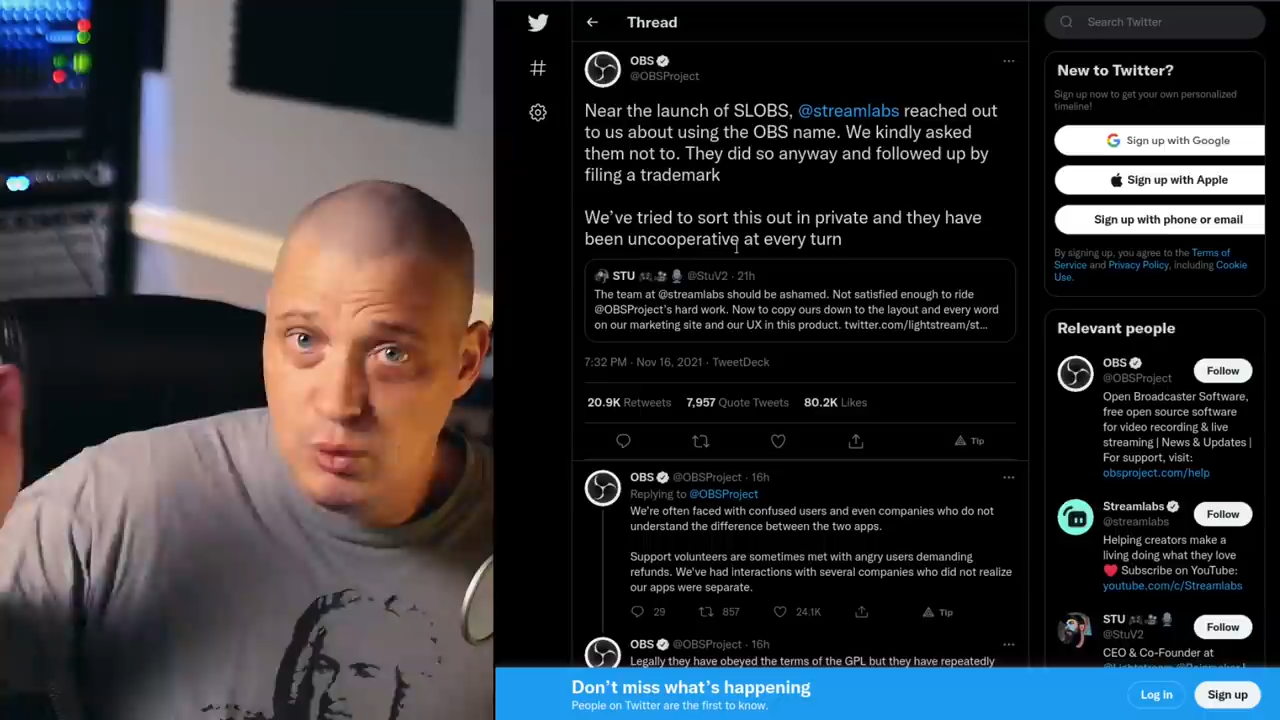 Thread
Search Twitter
OBS
@OBSProject
Near the launch of SLOBS, @streamlabs reached out
to us about using the OBS name. We kindly asked
them not to. They did so anyway and followed up by
filing a trademark
We've tried to sort this out in private and they have
been uncooperative at every turn
STU @StuV2 · 21h
The team at @streamlabs should be ashamed. Not satisfied enough to ride
@OBSProject's hard work. Now to copy ours down to the layout and every word
on our marketing site and our UX in this product. twitter.com/lightstream/st...
7:32 PM · Nov 16, 2021 · TweetDeck
20.9K Retweets 7,957 Quote Tweets 80.2K Likes
Tip
OBS @OBSProject · 16h
Replying to @OBSProject
We're often faced with confused users and even companies who do not
understand the difference between the two apps.
Support volunteers are sometimes met with angry users demanding
refunds. We've had interactions with several companies who did not realize
our apps were separate.
29 857 24.1K Tip
OBS @OBSProject · 16h
Legally they have obeyed the terms of the GPL but they have repeatedly
New to Twitter?
Sign up now to get your own personalized
timeline!
Sign up with Google
Sign up with Apple
Sign up with phone or email
By signing up, you agree to the Terms of
Service and Privacy Policy, including Cookie
Use.
Relevant people
OBS
@OBSProject
Follow
Open Broadcaster Software,
free open source software
for video recording & live
streaming | News & Updates |
For support, visit:
obsproject.com/help
Streamlabs
@streamlabs
Follow
Helping creators make a
living doing what they love
❤️ Subscribe on YouTube:
youtube.com/c/Streamlabs
STU
@StuV2
Follow
CEO & Co-Founder at
Don't miss what's happening
People on Twitter are the first to know.
Log In
Sign up